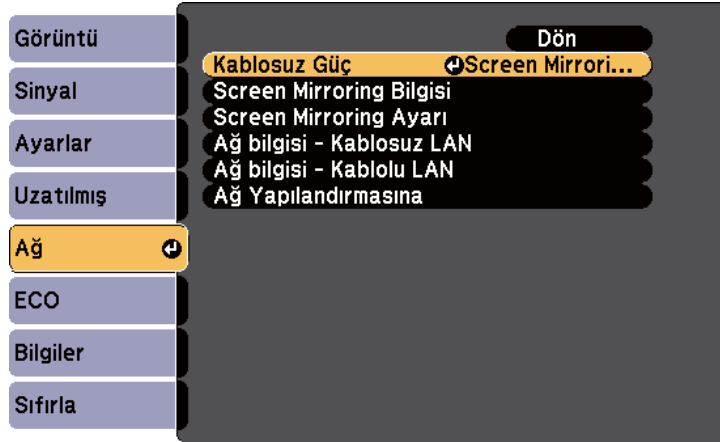 Görüntü
Sinyal
Ayarlar
Uzatılmış
Ağ
ECO
Bilgiler
Sıfırla
Dön
Kablosuz Güç Screen Mirrori...
Screen Mirroring Bilgisi
Screen Mirroring Ayarı
Ağ bilgisi - Kablosuz LAN
Ağ bilgisi - Kablolu LAN
Ağ Yapılandırmasına